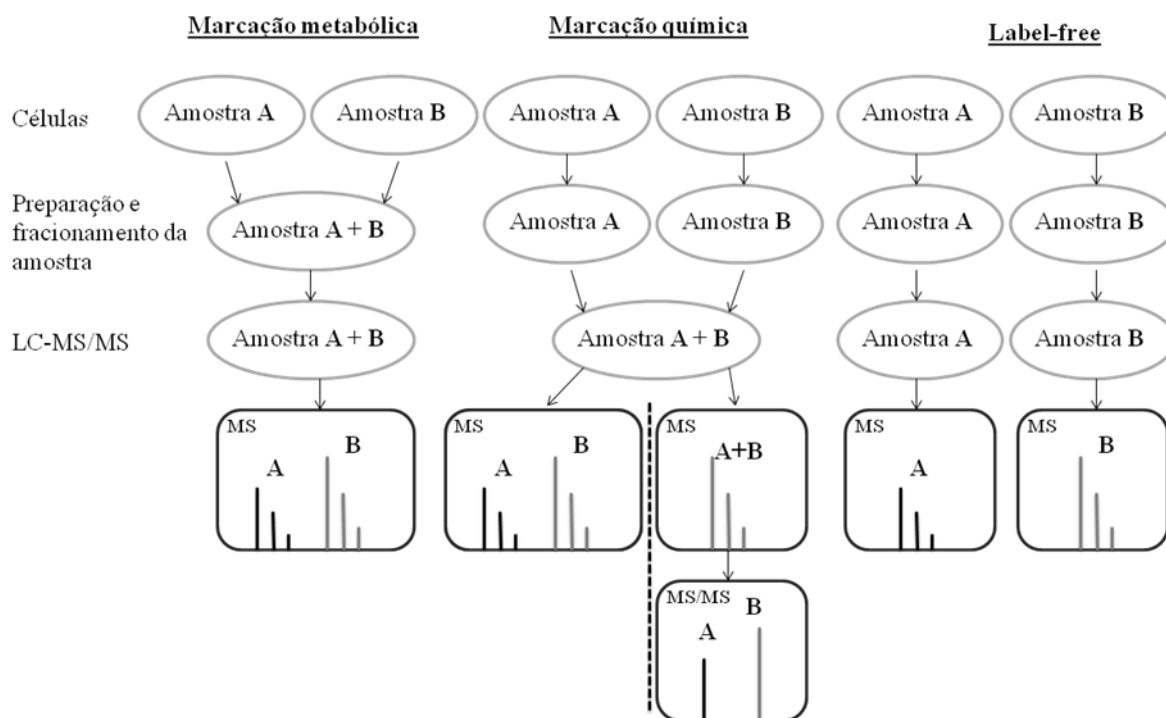 Marcação metabólica
Marcação química
Label-free
Células
Amostra A
Amostra B
Amostra A
Amostra B
Amostra A
Amostra B
Preparação e
fracionamento da
amostra
Amostra A + B
Amostra A
Amostra B
Amostra A
Amostra B
LC-MS/MS
Amostra A + B
Amostra A + B
Amostra A
Amostra B
MS
A
B
MS
A
B
MS
A+B
MS
A
MS
B
MS/MS
A
B